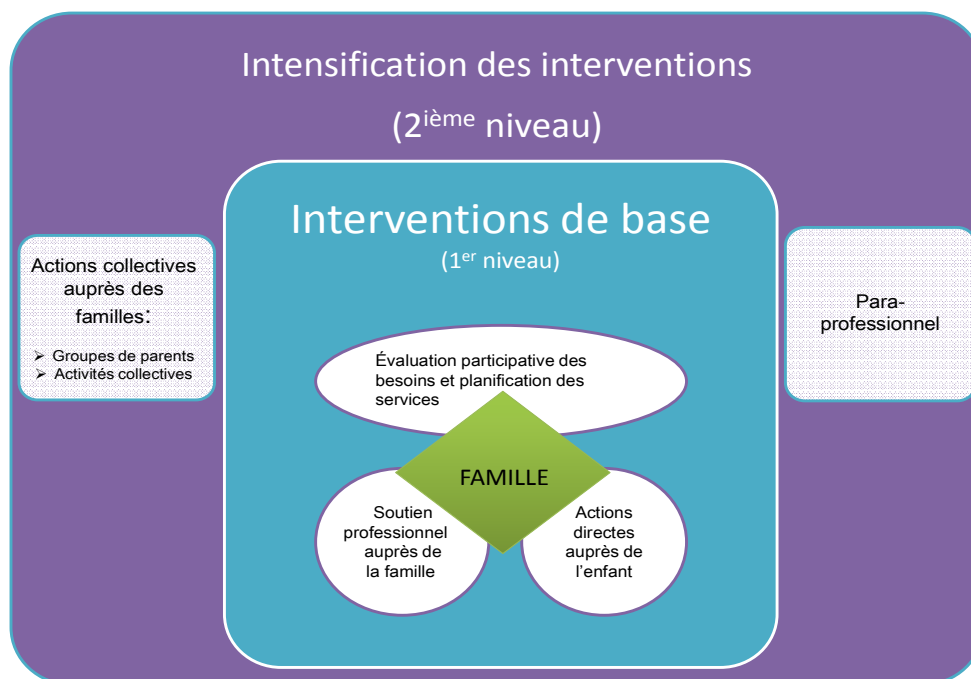 Intensification des interventions
(2ième niveau)
Interventions de base
(1er niveau)
Actions collectives
auprès des
familles:
➢ Groupes de parents
➢ Activités collectives
Para-
professionnel
Évaluation participative des
besoins et planification des
services
FAMILLE
Soutien
professionnel
auprès de
la famille
Actions
directes
auprès de
l'enfant